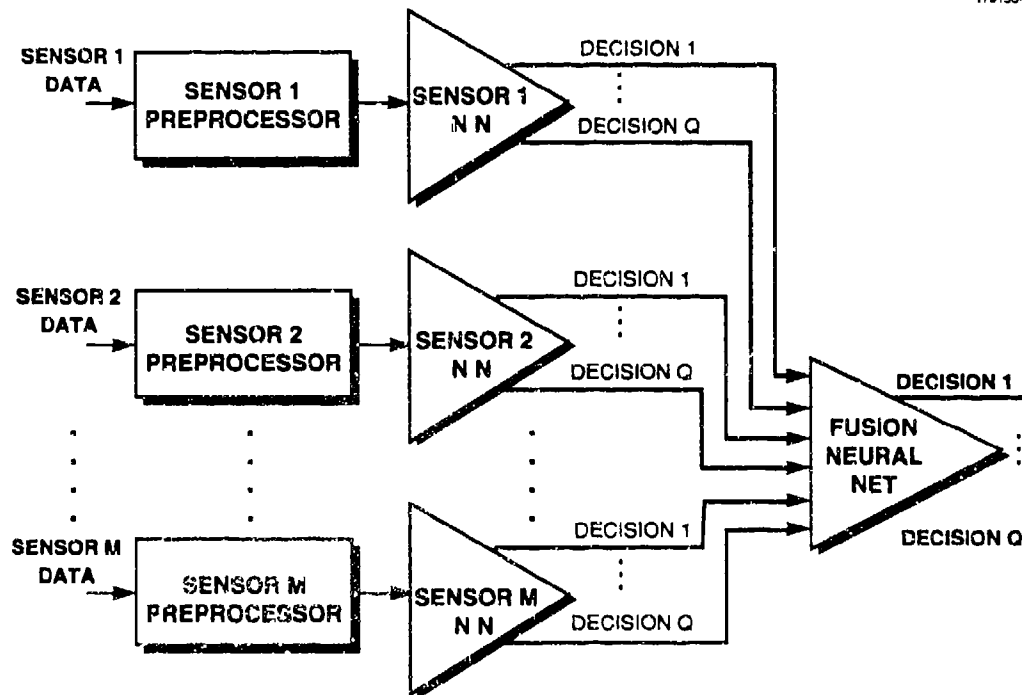 SENSOR 1
DATA
SENSOR 1
PREPROCESSOR
SENSOR 1
N N
DECISION 1
DECISION Q
SENSOR 2
DATA
SENSOR 2
PREPROCESSOR
SENSOR 2
N N
DECISION 1
DECISION Q
FUSION
NEURAL
NET
DECISION 1
DECISION Q
SENSOR M
DATA
SENSOR M
PREPROCESSOR
SENSOR M
N N
DECISION 1
DECISION Q